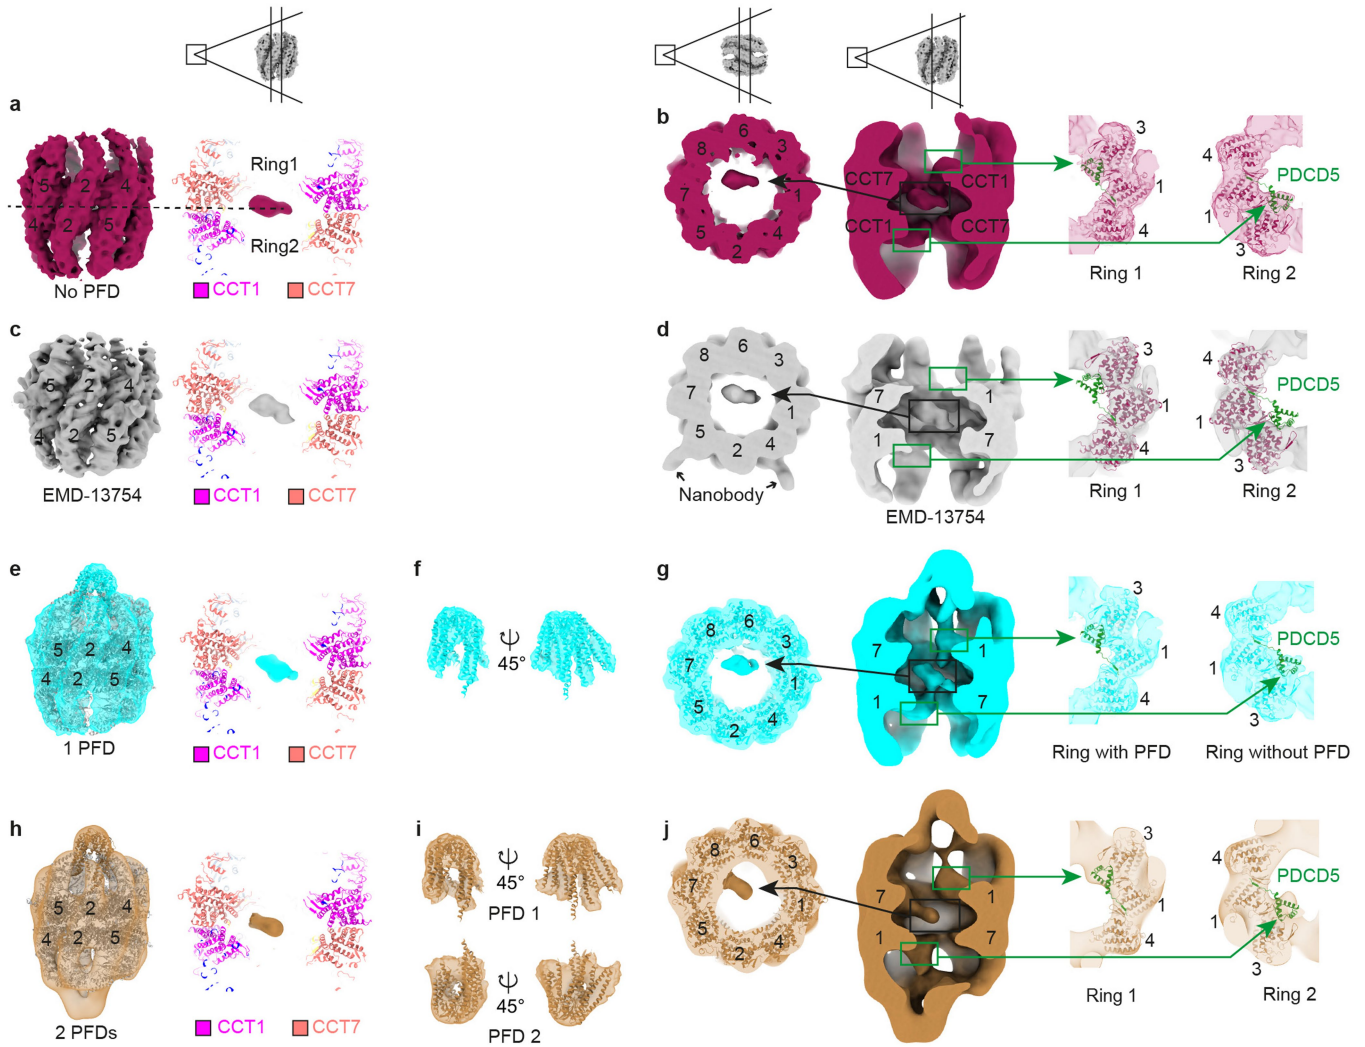 a
5 2 4
4 2 5
No PFD
Ring1
Ring2
CCT1 CCT7
b
6
8 3
7 1
5 4
2
CCT7 CCT1
CCT1 CCT7
3
1
4
Ring 1
4
PDCD5
1
3
Ring 2
c
5 2 4
4 2 5
EMD-13754
CCT1 CCT7
d
6
8 3
7 1
5 4
2
Nanobody
7 1
1 7
EMD-13754
3
1
4
Ring 1
4
PDCD5
1
3
Ring 2
e
5 2 4
4 2 5
1 PFD
CCT1 CCT7
f
45°
g
6
8 3
7 1
5 4
2
7 1
1 7
3
1
4
Ring with PFD
4
PDCD5
1
3
Ring without PFD
h
5 2 4
4 2 5
2 PFDs
CCT1 CCT7
i
45°
PFD 1
45°
PFD 2
j
6
8 3
7 1
5 4
2
7 1
1 7
3
1
4
Ring 1
4
PDCD5
1
3
Ring 2